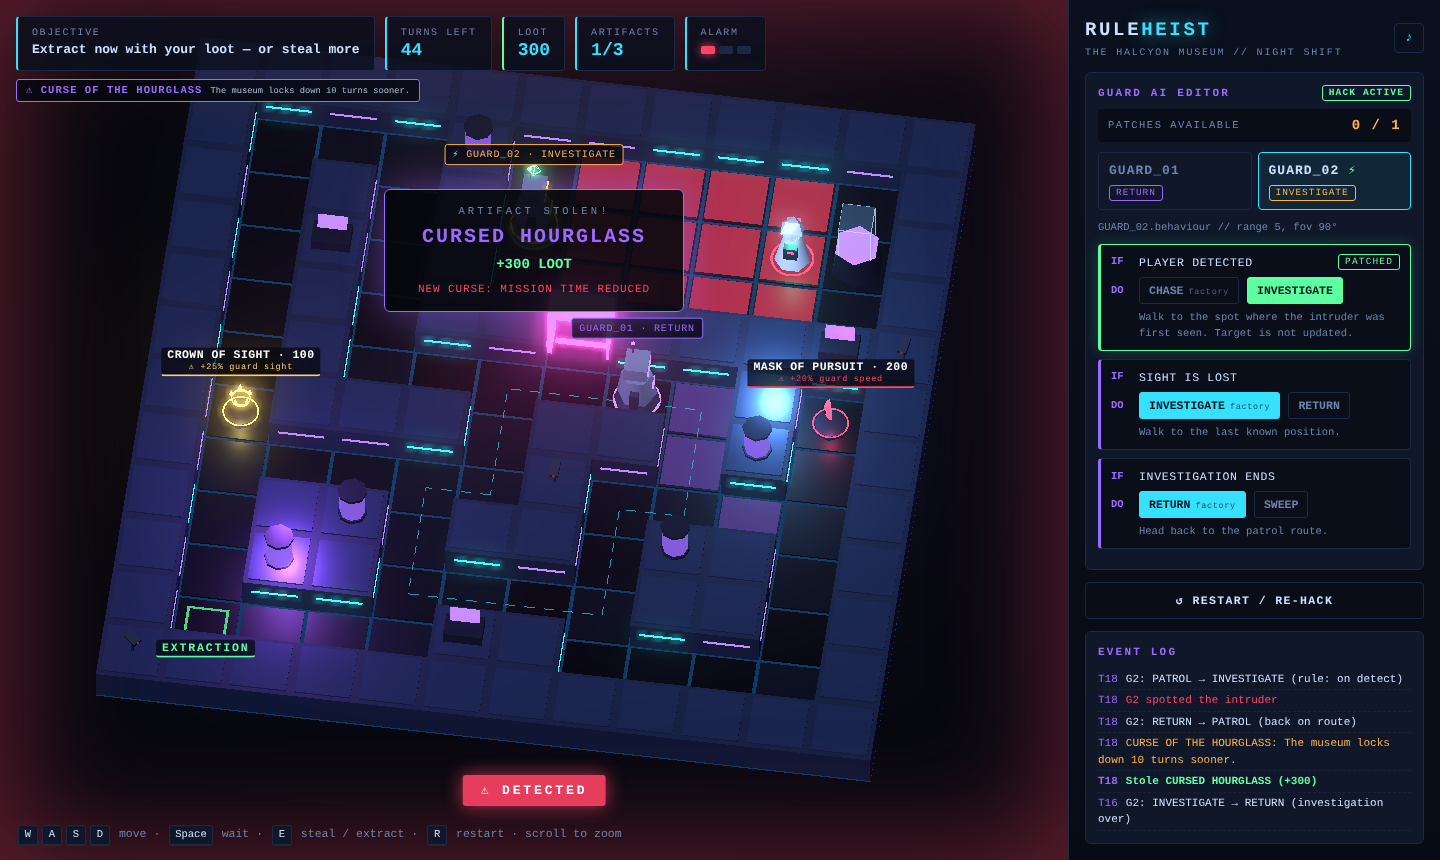 OBJECTIVE
Extract now with your loot — or steal more
TURNS LEFT
44
LOOT
300
ARTIFACTS
1/3
ALARM
⚠ CURSE OF THE HOURGLASS The museum locks down 10 turns sooner.
⚡ GUARD_02 · INVESTIGATE
ARTIFACT STOLEN!
CURSED HOURGLASS
+300 LOOT
NEW CURSE: MISSION TIME REDUCED
GUARD_01 · RETURN
CROWN OF SIGHT · 100
⚠ +25% guard sight
MASK OF PURSUIT · 200
⚠ +20% guard speed
EXTRACTION
⚠ DETECTED
W A S D move · Space wait · E steal / extract · R restart · scroll to zoom
RULEHEIST
THE HALCYON MUSEUM // NIGHT SHIFT
♪
GUARD AI EDITOR
HACK ACTIVE
PATCHES AVAILABLE
0 / 1
GUARD_01
RETURN
GUARD_02 ⚡
INVESTIGATE
GUARD_02.behaviour // range 5, fov 90°
IF PLAYER DETECTED PATCHED
DO CHASE factory INVESTIGATE
Walk to the spot where the intruder was
first seen. Target is not updated.
IF SIGHT IS LOST
DO INVESTIGATE factory RETURN
Walk to the last known position.
IF INVESTIGATION ENDS
DO RETURN factory SWEEP
Head back to the patrol route.
↺ RESTART / RE-HACK
EVENT LOG
T18 G2: PATROL → INVESTIGATE (rule: on detect)
T18 G2 spotted the intruder
T18 G2: RETURN → PATROL (back on route)
T18 CURSE OF THE HOURGLASS: The museum locks
down 10 turns sooner.
T18 Stole CURSED HOURGLASS (+300)
T16 G2: INVESTIGATE → RETURN (investigation
over)